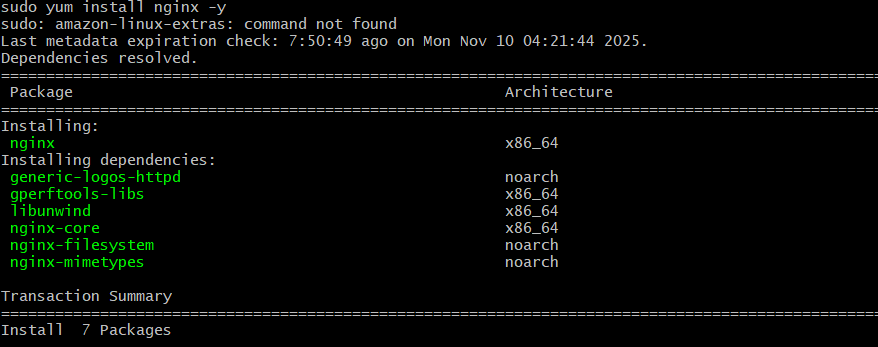 sudo yum install nginx -y
sudo: amazon-linux-extras: command not found
Last metadata expiration check: 7:50:49 ago on Mon Nov 10 04:21:44 2025.
Dependencies resolved.
================================================================================================
Package Architecture
================================================================================================
Installing:
nginx x86_64
Installing dependencies:
generic-logos-httpd noarch
gperftools-libs x86_64
libunwind x86_64
nginx-core x86_64
nginx-filesystem noarch
nginx-mimetypes noarch
Transaction Summary
================================================================================================
Install 7 Packages